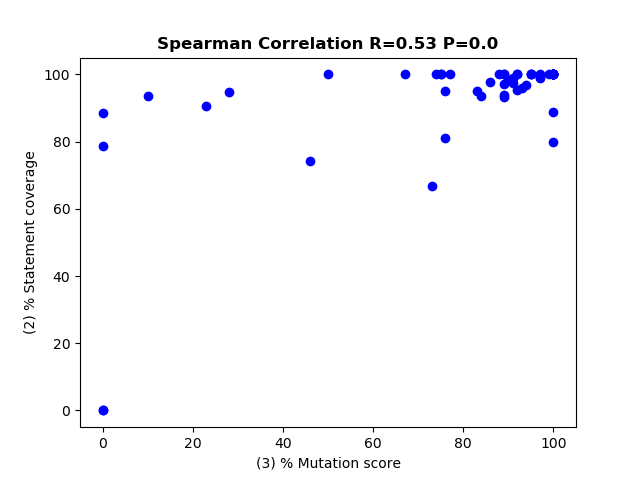 Spearman Correlation R=0.53 P=0.0
100
80
60
40
20
0
(2) % Statement coverage
0 20 40 60 80 100
(3) % Mutation score